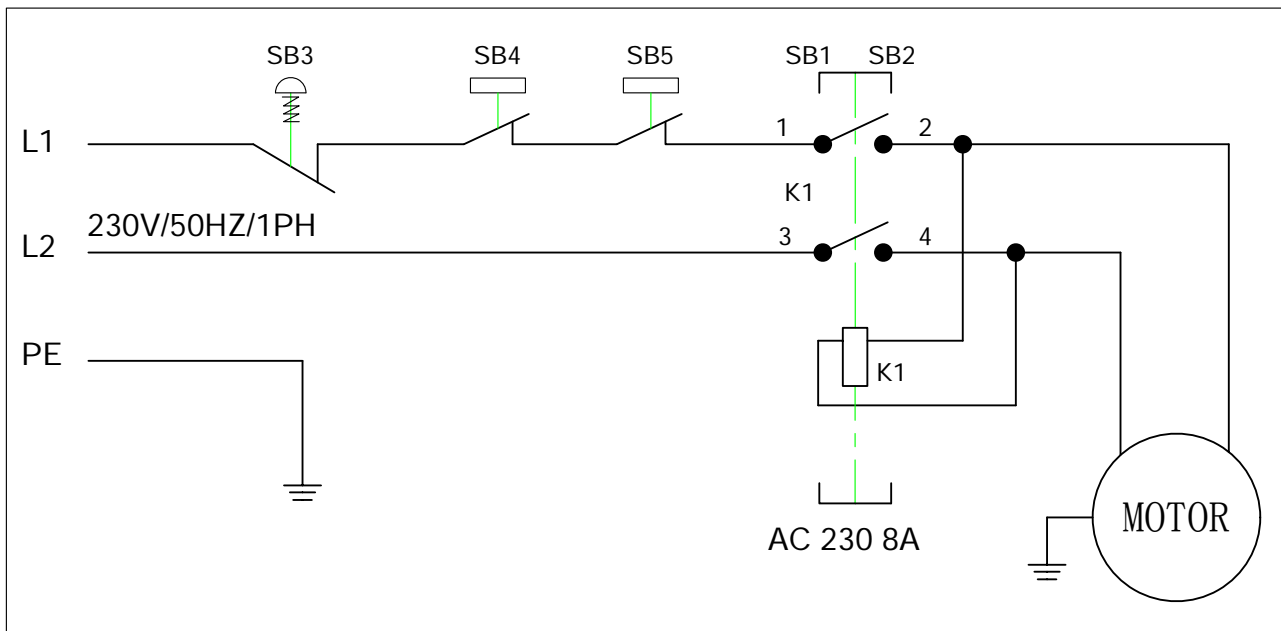 SB3 SB4 SB5 SB1 SB2
L1 1 2
K1
230V/50HZ/1PH
L2 3 4
PE
K1
MOTOR
AC 230 8A